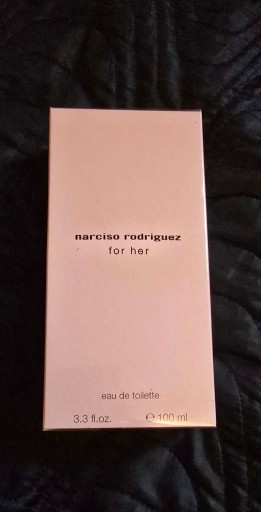 narciso rodriguez
for her
eau de toilette
3.3 fl.oz. ℮ 100 ml